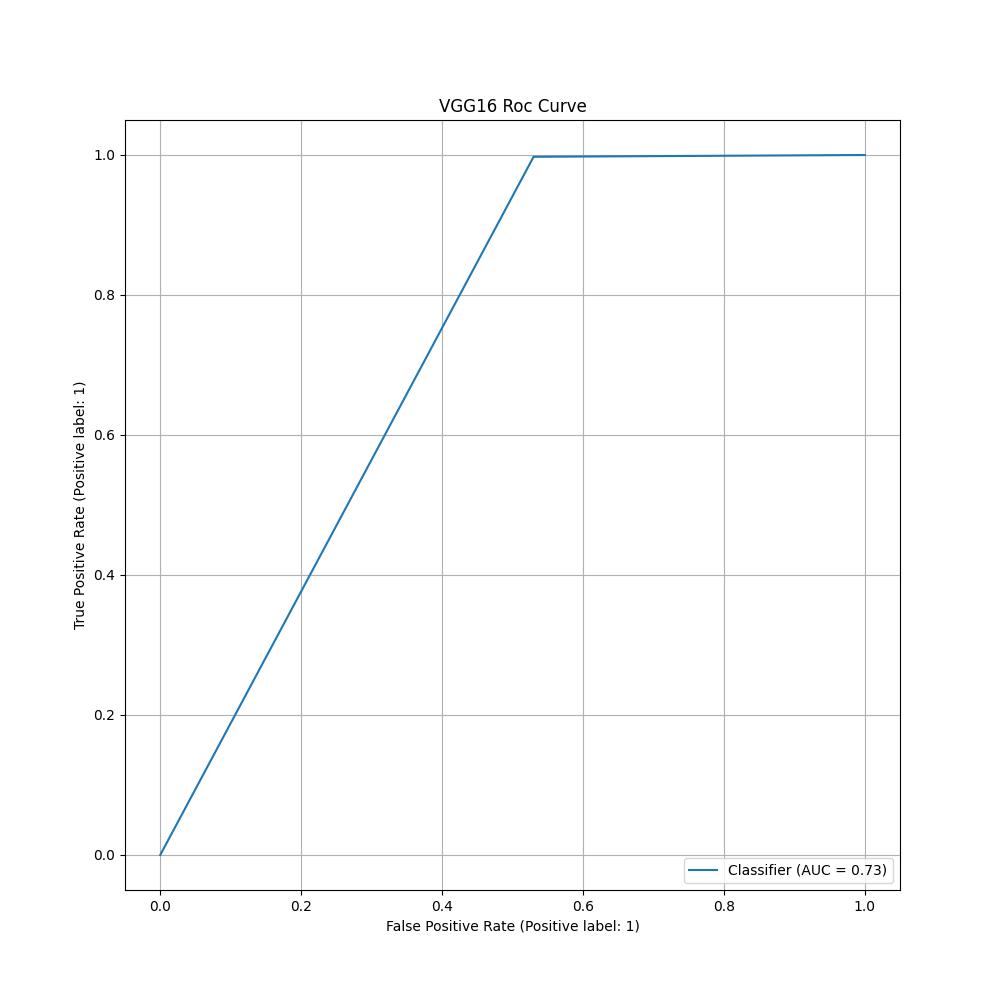 VGG16 Roc Curve
1.0
0.8
0.6
0.4
0.2
0.0
True Positive Rate (Positive label: 1)
Classifier (AUC = 0.73)
0.0 0.2 0.4 0.6 0.8 1.0
False Positive Rate (Positive label: 1)